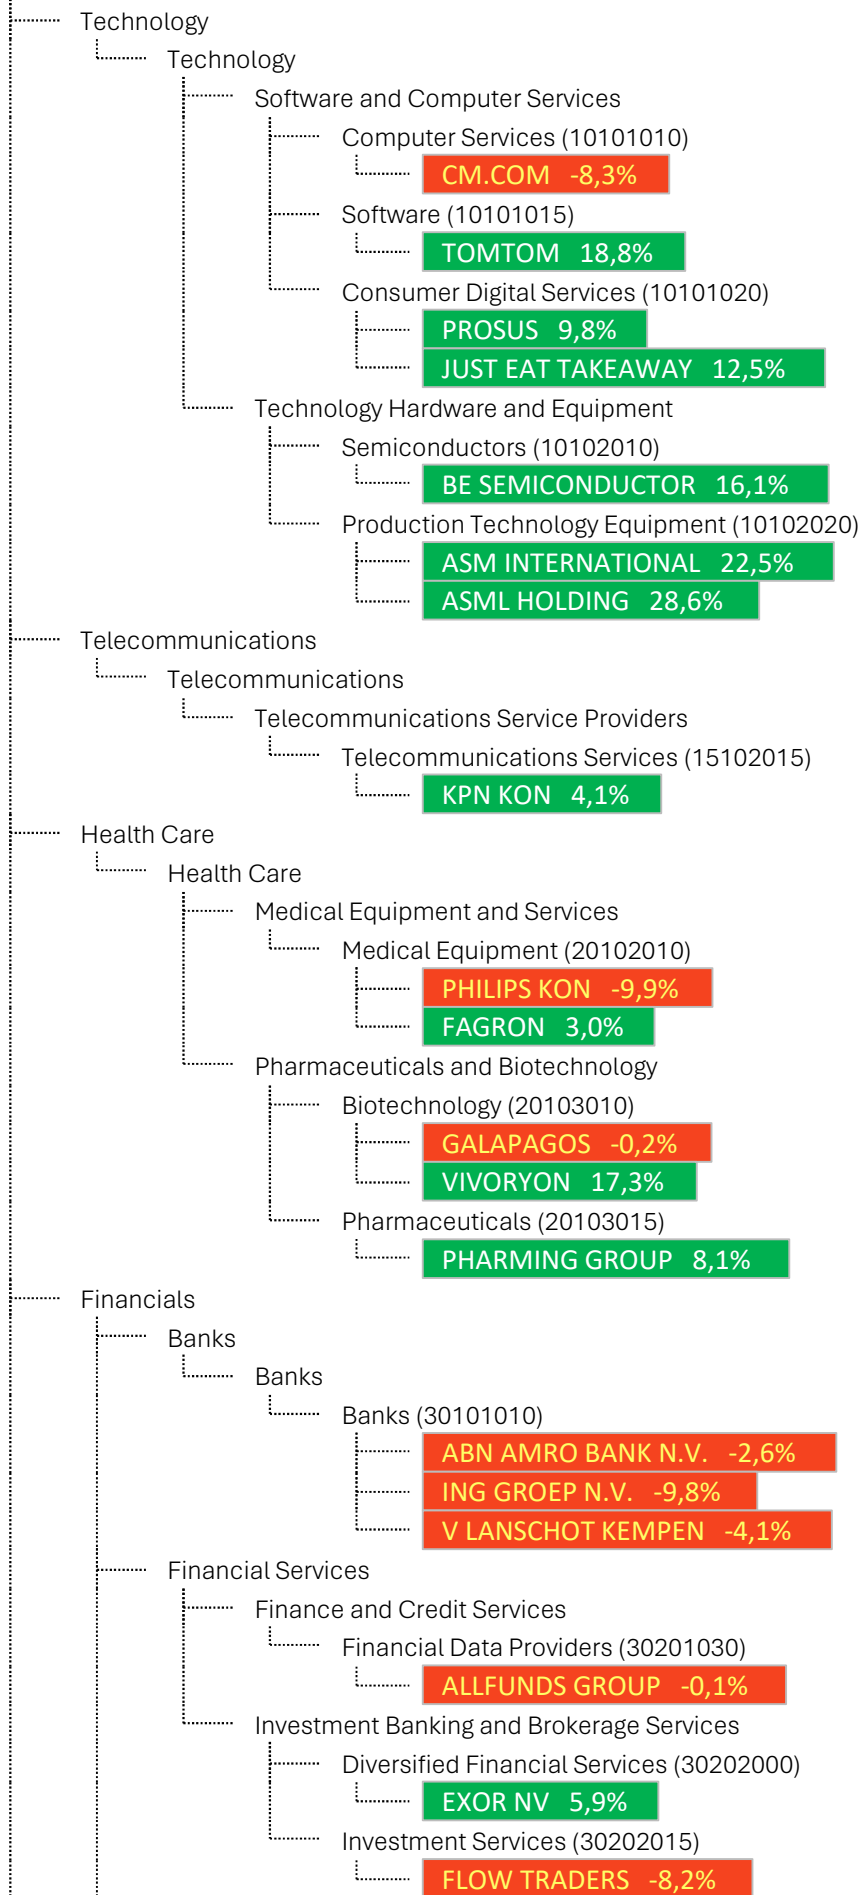 Technology
Technology
Software and Computer Services
Computer Services (10101010)
CM.COM -8,3%
Software (10101015)
TOMTOM 18,8%
Consumer Digital Services (10101020)
PROSUS 9,8%
JUST EAT TAKEAWAY 12,5%
Technology Hardware and Equipment
Semiconductors (10102010)
BE SEMICONDUCTOR 16,1%
Production Technology Equipment (10102020)
ASM INTERNATIONAL 22,5%
ASML HOLDING 28,6%
Telecommunications
Telecommunications
Telecommunications Service Providers
Telecommunications Services (15102015)
KPN KON 4,1%
Health Care
Health Care
Medical Equipment and Services
Medical Equipment (20102010)
PHILIPS KON -9,9%
FAGRON 3,0%
Pharmaceuticals and Biotechnology
Biotechnology (20103010)
GALAPAGOS -0,2%
VIVORYON 17,3%
Pharmaceuticals (20103015)
PHARMING GROUP 8,1%
Financials
Banks
Banks
Banks (30101010)
ABN AMRO BANK N.V. -2,6%
ING GROEP N.V. -9,8%
V LANSCHOT KEMPEN -4,1%
Financial Services
Finance and Credit Services
Financial Data Providers (30201030)
ALLFUNDS GROUP -0,1%
Investment Banking and Brokerage Services
Diversified Financial Services (30202000)
EXOR NV 5,9%
Investment Services (30202015)
FLOW TRADERS -8,2%